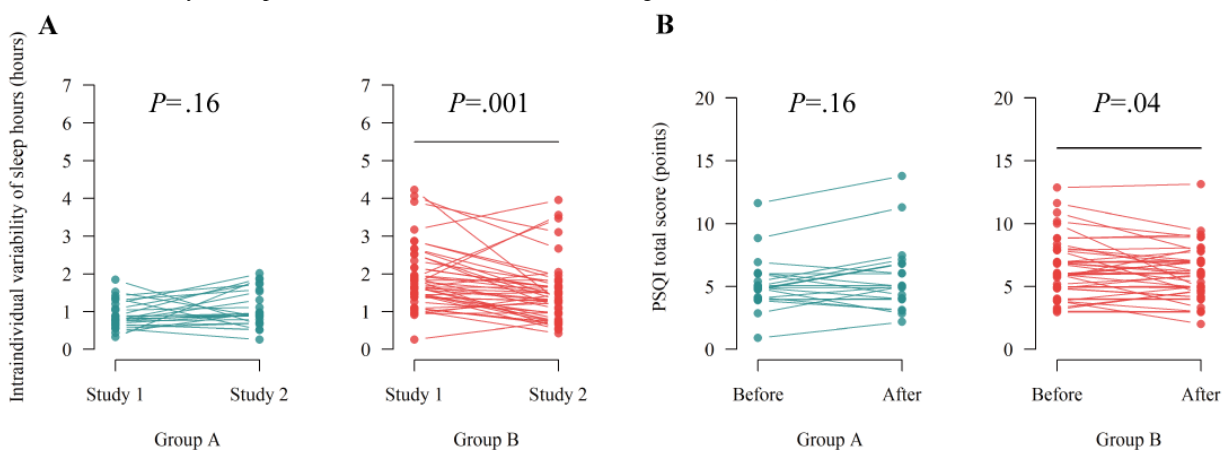 A
B
Intraindividual variability of sleep hours (hours)
7
6
5
4
3
2
1
0
P=.16
Study 1
Study 2
Group A
7
6
5
4
3
2
1
0
P=.001
Study 1
Study 2
Group B
PSQI total score (points)
20
15
10
5
0
P=.16
Before
After
Group A
20
15
10
5
0
P=.04
Before
After
Group B